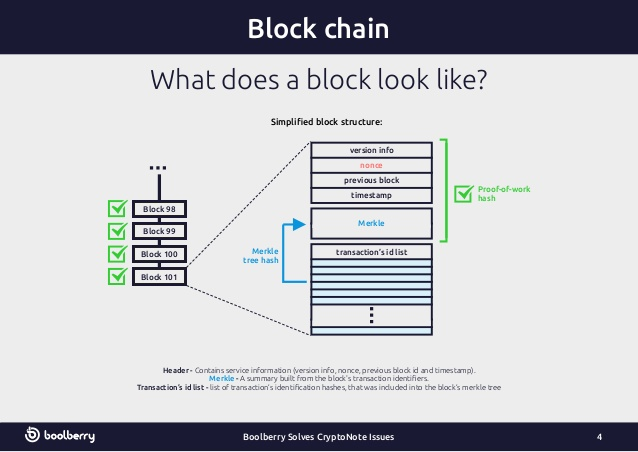 Block chain
What does a block look like?
Simplified block structure:
version info
nonce
previous block
timestamp
Proof-of-work
hash
Merkle
Merkle
tree hash
transaction's id list
...
Block 98
Block 99
Block 100
Block 101
Header - Contains service information (version info, nonce, previous block id and timestamp).
Merkle - A summary built from the block's transaction identifiers.
Transaction's id list - list of transaction's identification hashes, that was included into the block's merkle tree
boolberry
Boolberry Solves CryptoNote Issues
4